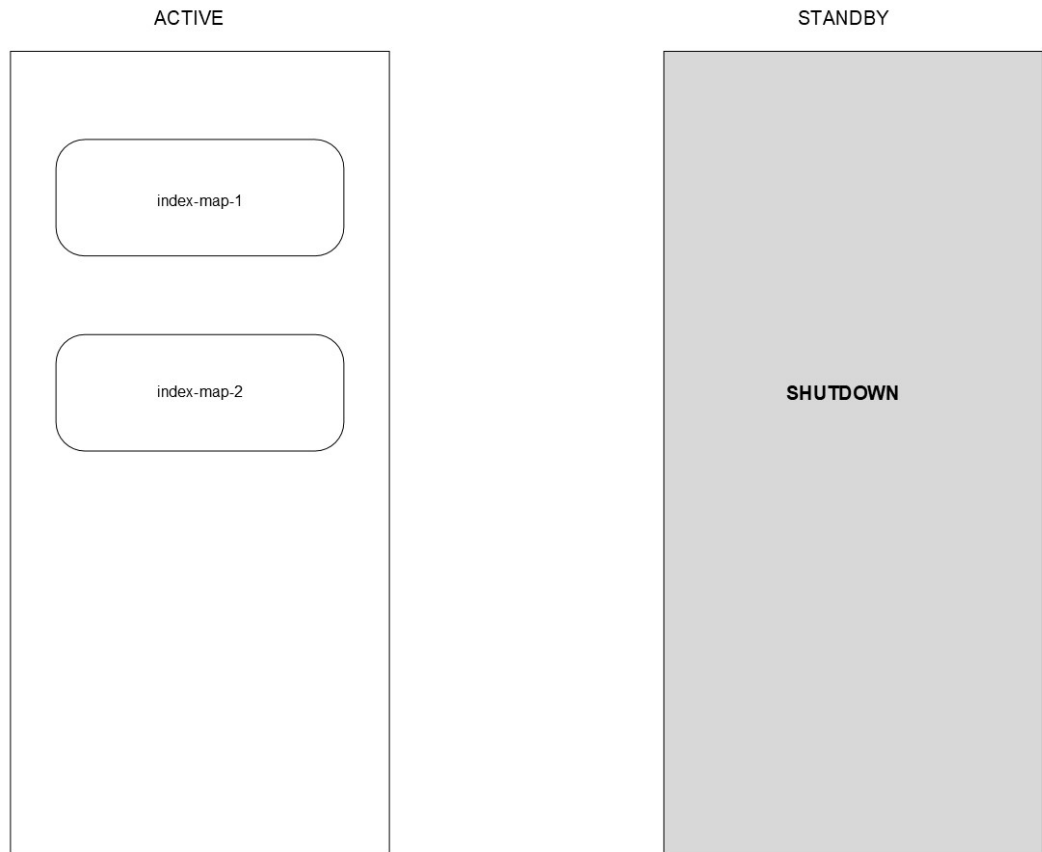 ACTIVE
STANDBY
index-map-1
index-map-2
SHUTDOWN